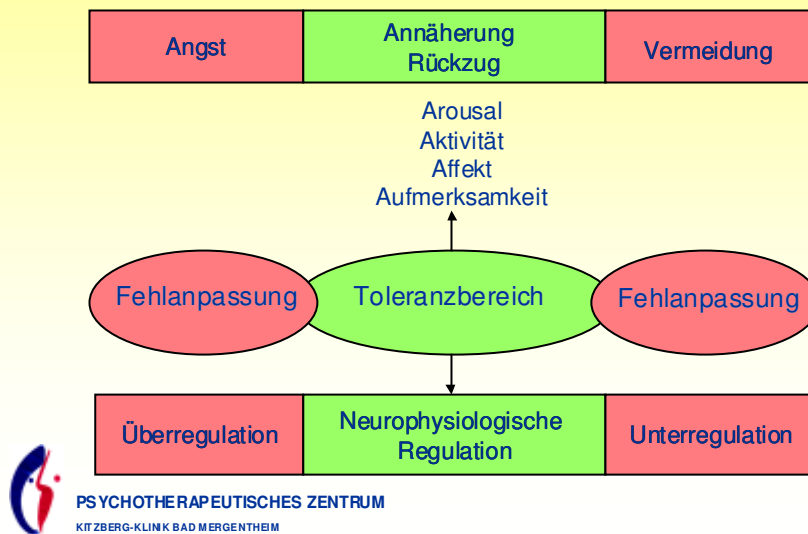 Angst
Annäherung
Rückzug
Vermeidung
Arousal
Aktivität
Affekt
Aufmerksamkeit
Fehlanpassung
Toleranzbereich
Fehlanpassung
Überregulation
Neurophysiologische
Regulation
Unterregulation
PSYCHOTHERAPEUTISCHES ZENTRUM
KITZBERG-KLINIK BAD MERGENTHEIM